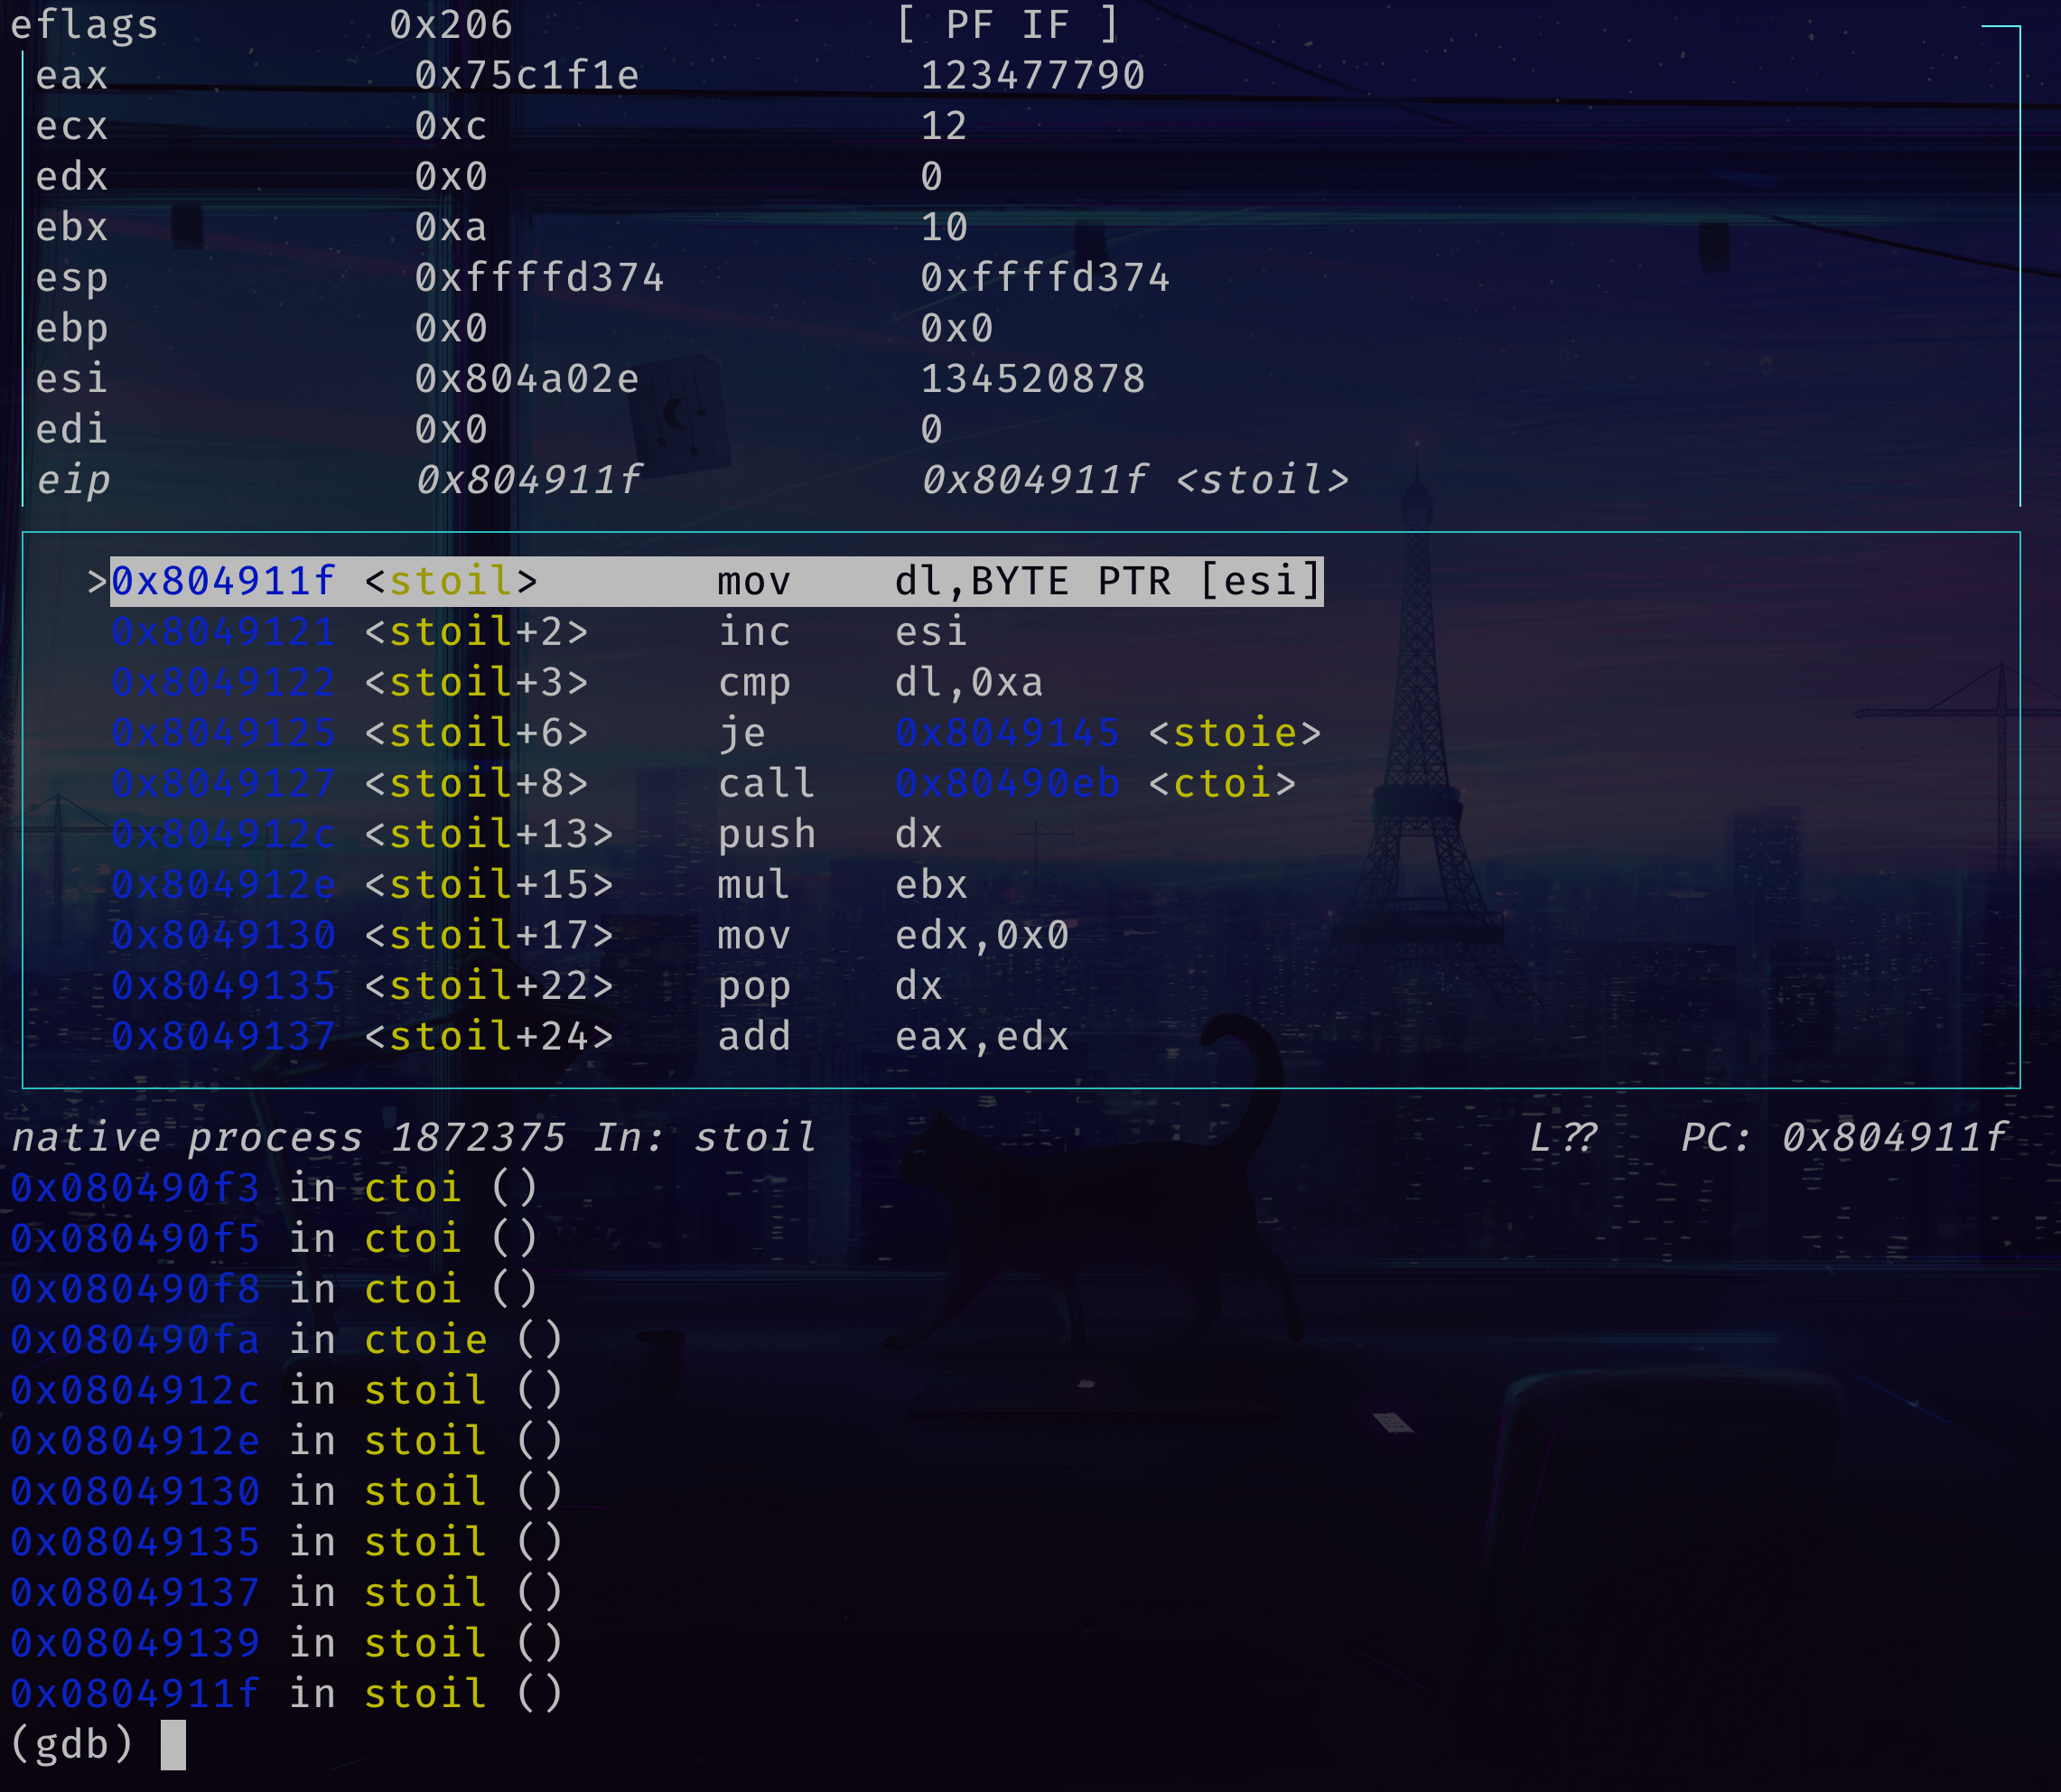 eflags 0x206 [ PF IF ]
eax 0x75c1f1e 123477790
ecx 0xc 12
edx 0x0 0
ebx 0xa 10
esp 0xffffd374 0xffffd374
ebp 0x0 0x0
esi 0x804a02e 134520878
edi 0x0 0
eip 0x804911f 0x804911f <stoil>
>0x804911f <stoil> mov dl,BYTE PTR [esi]
0x8049121 <stoil+2> inc esi
0x8049122 <stoil+3> cmp dl,0xa
0x8049125 <stoil+6> je 0x8049145 <stoie>
0x8049127 <stoil+8> call 0x80490eb <ctoi>
0x804912c <stoil+13> push dx
0x804912e <stoil+15> mul ebx
0x8049130 <stoil+17> mov edx,0x0
0x8049135 <stoil+22> pop dx
0x8049137 <stoil+24> add eax,edx
native process 1872375 In: stoil L?? PC: 0x804911f
0x080490f3 in ctoi ()
0x080490f5 in ctoi ()
0x080490f8 in ctoi ()
0x080490fa in ctoie ()
0x0804912c in stoil ()
0x0804912e in stoil ()
0x08049130 in stoil ()
0x08049135 in stoil ()
0x08049137 in stoil ()
0x08049139 in stoil ()
0x0804911f in stoil ()
(gdb)